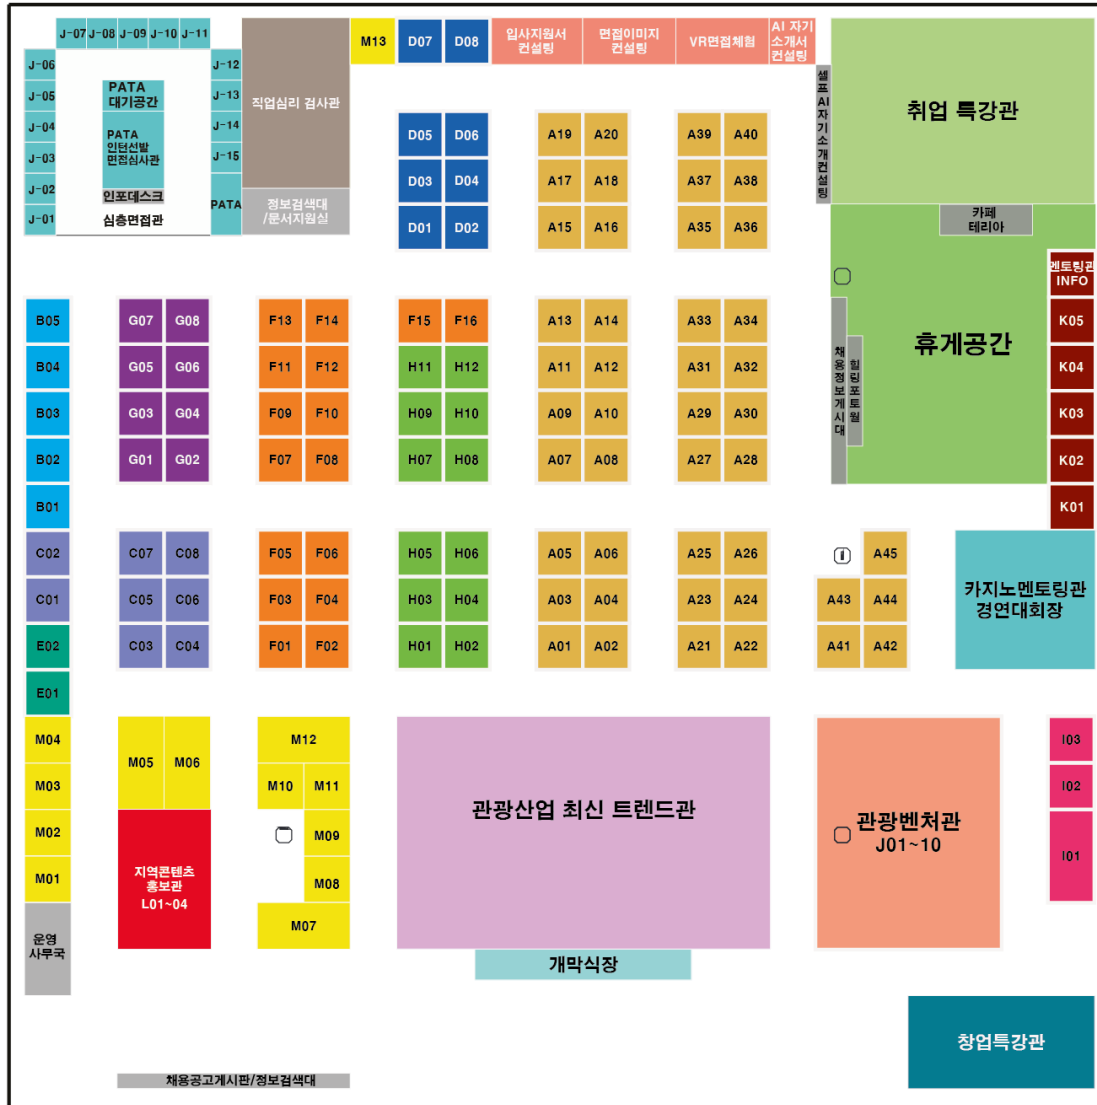 J-07 J-08 J-09 J-10 J-11
M13 D07 D08
입사지원서
컨설팅
면접이미지
컨설팅
VR면접체험
AI 자기
소개서
컨설팅
J-06
J-05
J-04
J-03
J-02
J-01
PATA
대기공간
PATA
인턴선발
면접심사관
인포데스크
심층면접관
J-12
J-13
J-14
J-15
PATA
직업심리 검사관
정보검색대
/문서지원실
셀프AI자기소개컨설팅
취업 특강관
D05 D06 A19 A20 A39 A40
D03 D04 A17 A18 A37 A38
D01 D02 A15 A16 A35 A36
카페
테리아
멘토링관
INFO
휴게공간
채용정보게시대
힐링포토월
B05 G07 G08 F13 F14 F15 F16 A13 A14 A33 A34 K05
B04 G05 G06 F11 F12 H11 H12 A11 A12 A31 A32 K04
B03 G03 G04 F09 F10 H09 H10 A09 A10 A29 A30 K03
B02 G01 G02 F07 F08 H07 H08 A07 A08 A27 A28 K02
B01 K01
C02 C07 C08 F05 F06 H05 H06 A05 A06 A25 A26 A45
C01 C05 C06 F03 F04 H03 H04 A03 A04 A23 A24 A43 A44
E02 C03 C04 F01 F02 H01 H02 A01 A02 A21 A22 A41 A42
카지노멘토링관
경연대회장
E01
M04 M12 I03
M05 M06
M03 M10 M11 I02
M02 M09
M01 M08 I01
M07
지역콘텐츠
홍보관
L01~04
관광산업 최신 트렌드관
관광벤처관
J01~10
운영
사무국
개막식장
창업특강관
채용공고게시판/정보검색대